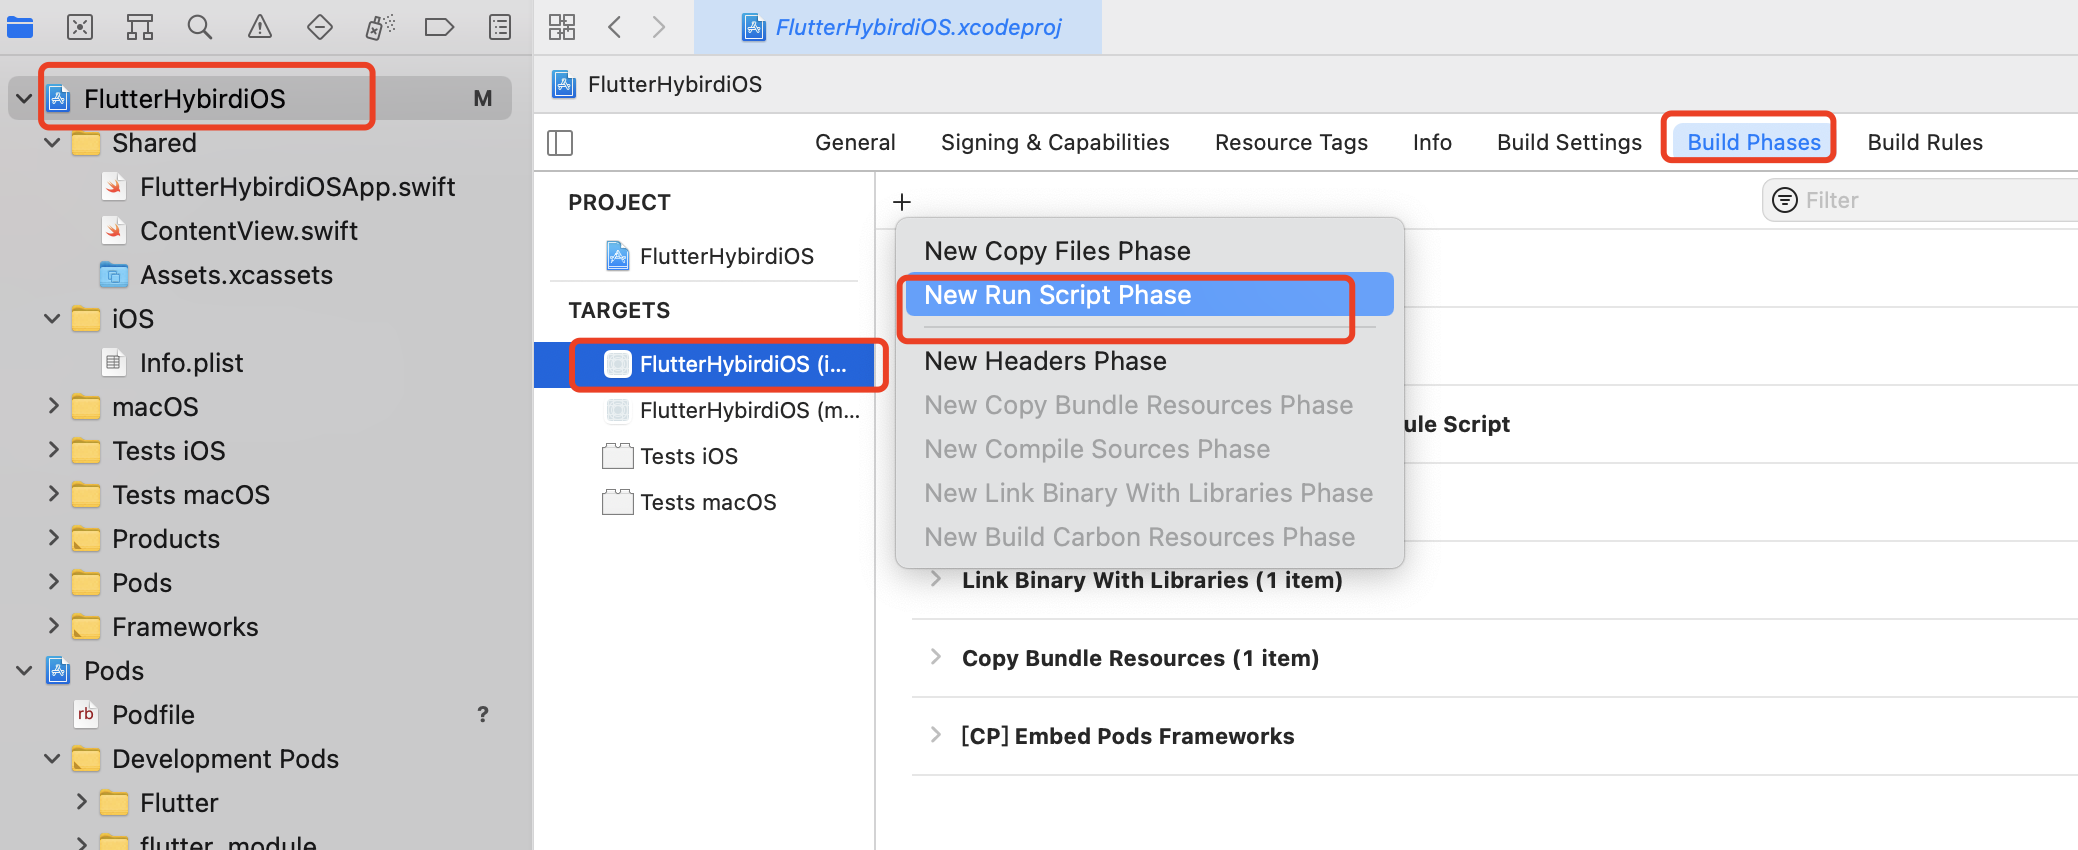 FlutterHybirdiOS.xcodeproj
FlutterHybirdiOS M
Shared
FlutterHybirdiOSApp.swift
ContentView.swift
Assets.xcassets
iOS
Info.plist
macOS
Tests iOS
Tests macOS
Products
Pods
Frameworks
Pods
rb Podfile ?
Development Pods
Flutter
flutter_module
FlutterHybirdiOS
General Signing & Capabilities Resource Tags Info Build Settings Build Phases Build Rules
PROJECT
FlutterHybirdiOS
TARGETS
FlutterHybirdiOS (i...
FlutterHybirdiOS (m...
Tests iOS
Tests macOS
+ Filter
New Copy Files Phase
New Run Script Phase
New Headers Phase
New Copy Bundle Resources Phase
New Compile Sources Phase
New Link Binary With Libraries Phase
New Build Carbon Resources Phase
ule Script
Link Binary With Libraries (1 item)
Copy Bundle Resources (1 item)
[CP] Embed Pods Frameworks